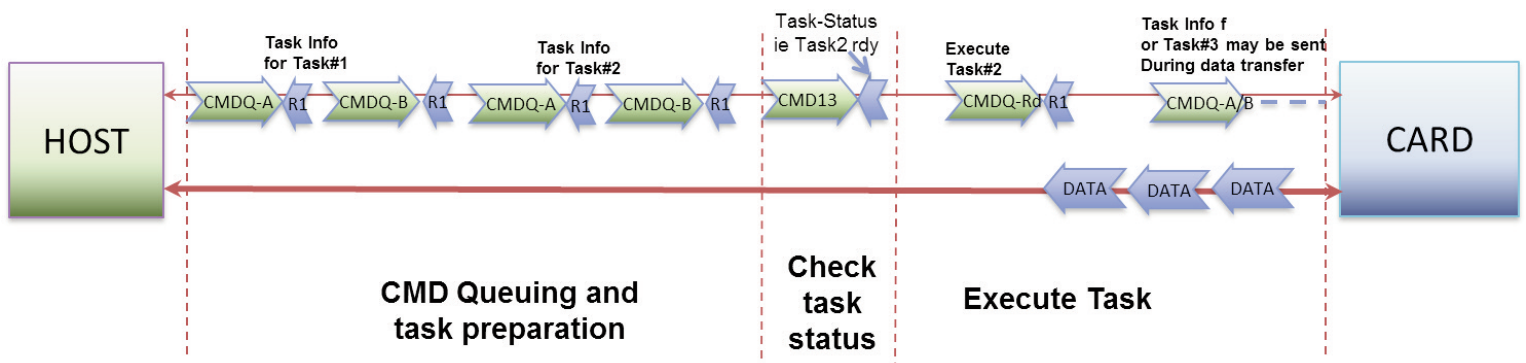 Task Info
for Task#1
Task Info
for Task#2
Task-Status
ie Task2 rdy
Execute
Task#2
Task Info f
or Task#3 may be sent
During data transfer
HOST
CMDQ-A
R1
CMDQ-B
R1
CMDQ-A
R1
CMDQ-B
R1
CMD13
CMDQ-Rd
R1
CMDQ-A/B
CARD
DATA
DATA
DATA
CMD Queuing and
task preparation
Check
task
status
Execute Task